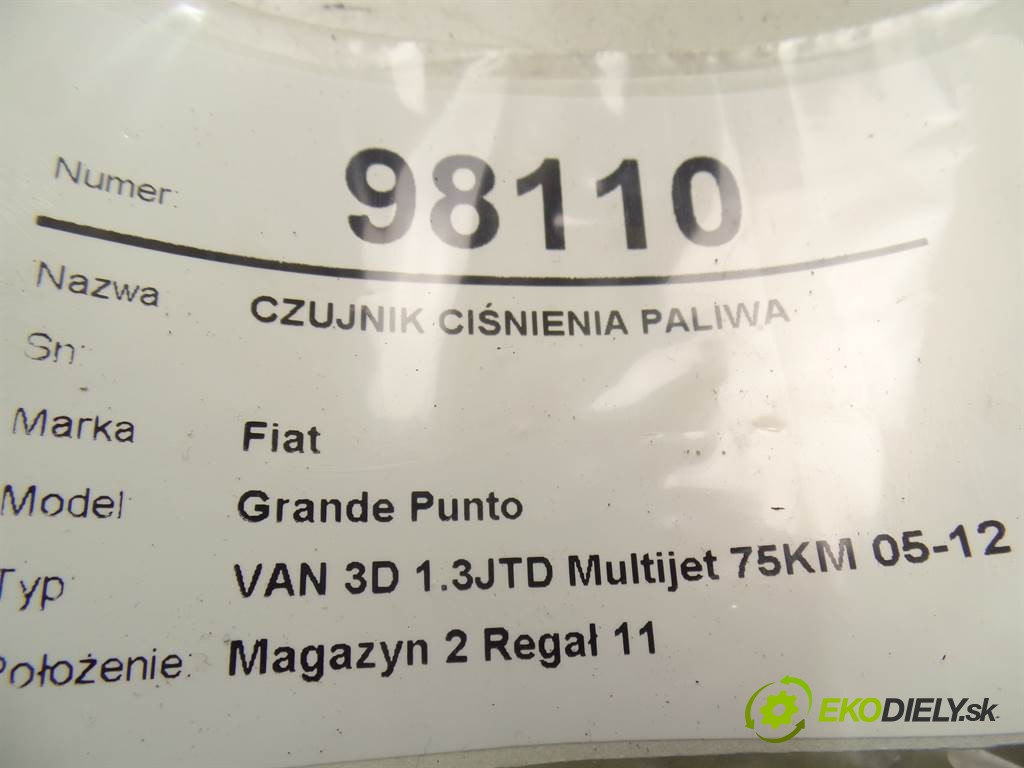 Numer: 98110
Nazwa CZUJNIK CIŚNIENIA PALIWA
Sn:
Marka Fiat
Model Grande Punto
Typ VAN 3D 1.3JTD Multijet 75KM 05-12
Położenie: Magazyn 2 Regał 11
EKODIELY.sk